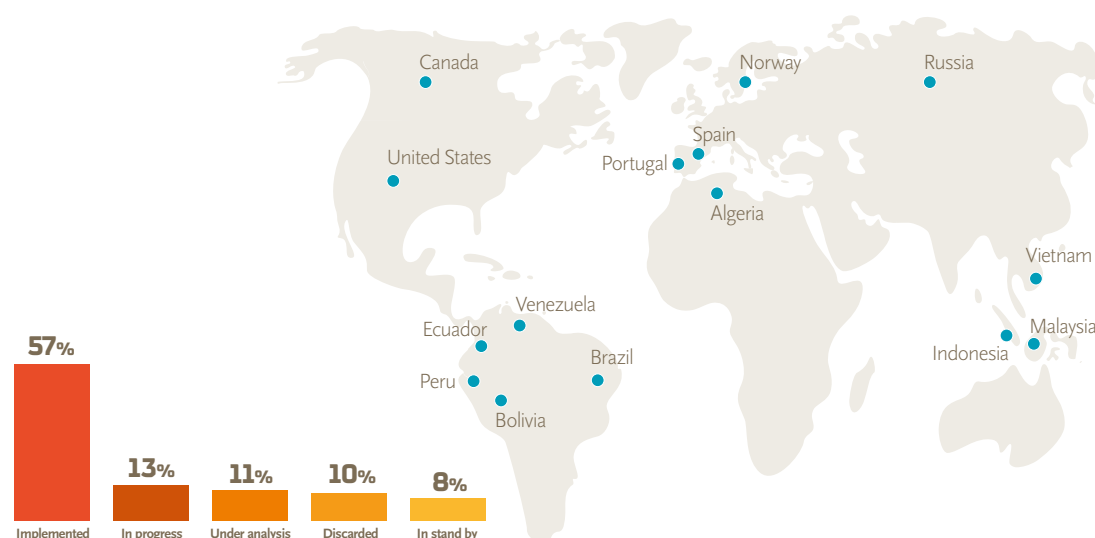 Canada
Norway
Russia
United States
Spain
Portugal
Algeria
Vietnam
Venezuela
Ecuador
Malaysia
Indonesia
Brazil
Peru
Bolivia
57%
13%
11%
10%
8%
Implemented
In progress
Under analysis
Discarded
In stand by